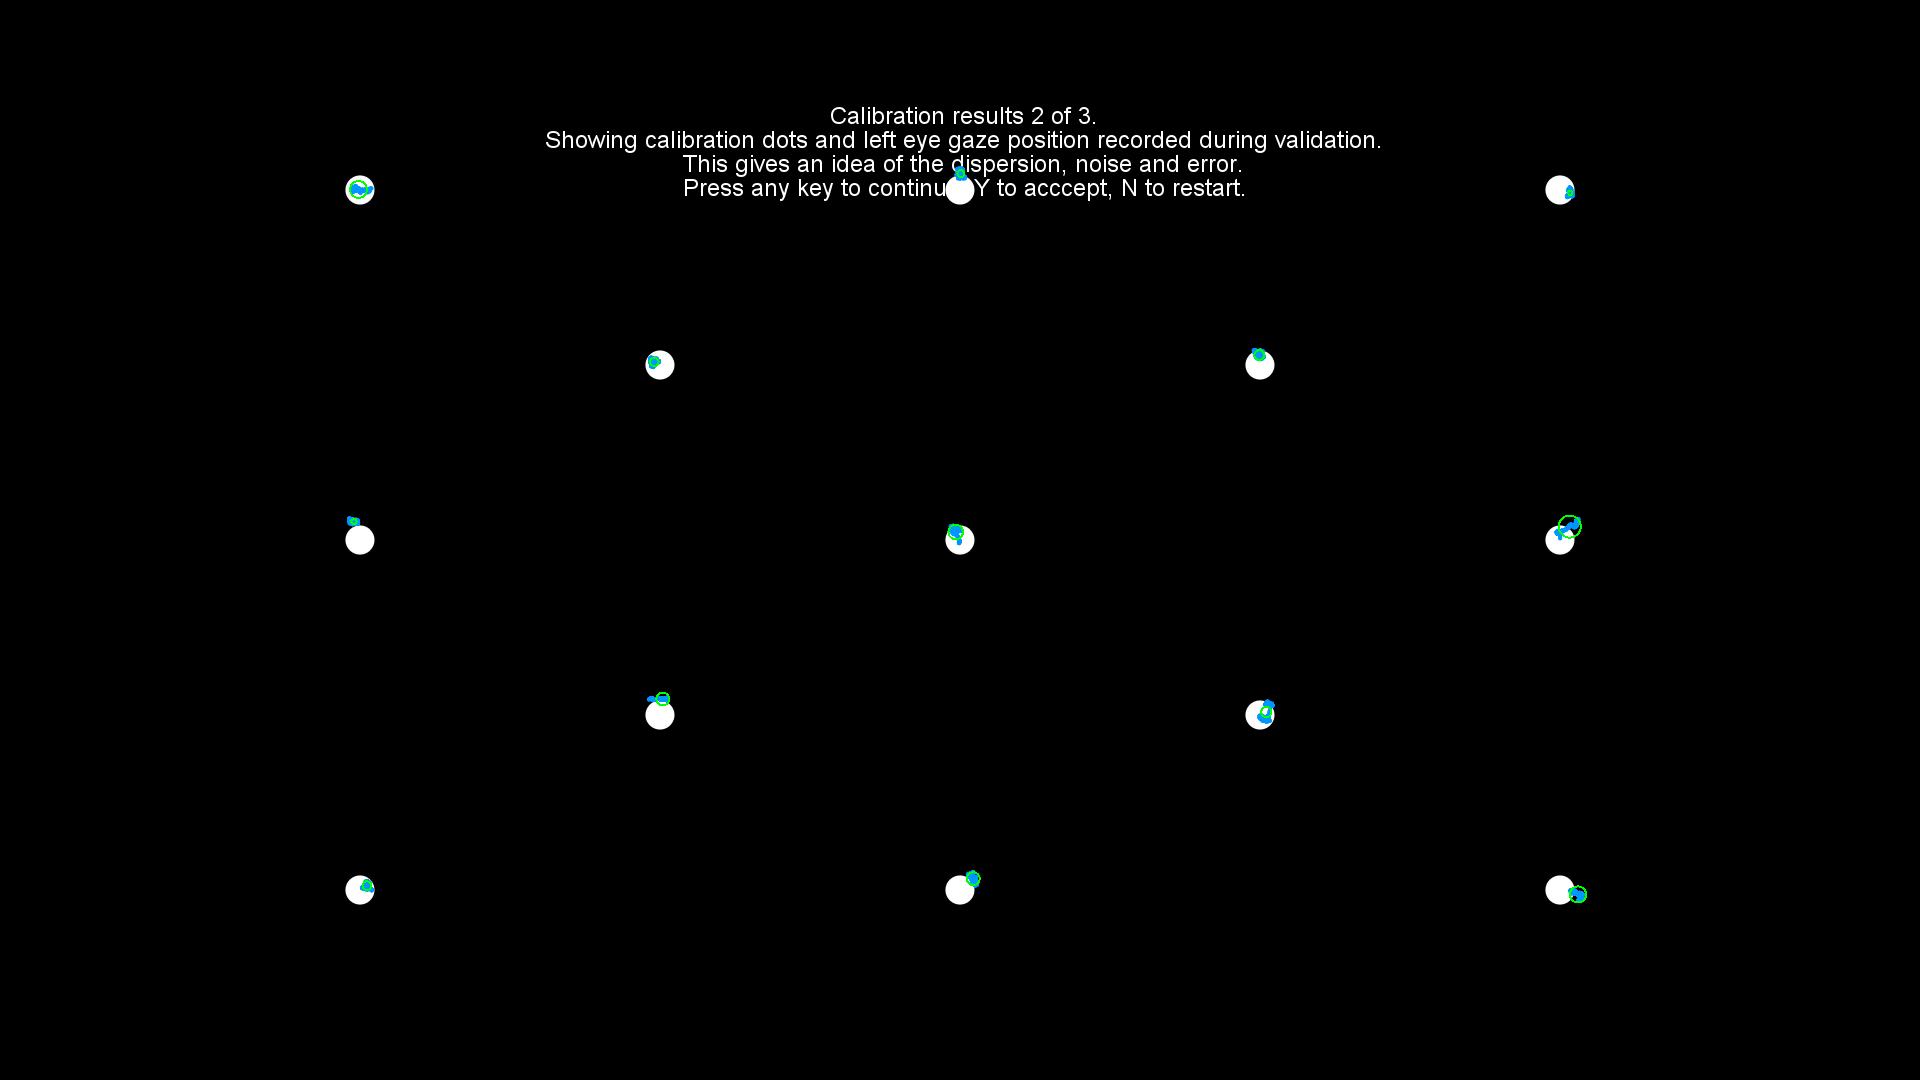 Calibration results 2 of 3.
Showing calibration dots and left eye gaze position recorded during validation.
This gives an idea of the dispersion, noise and error.
Press any key to continu Y to acccept, N to restart.